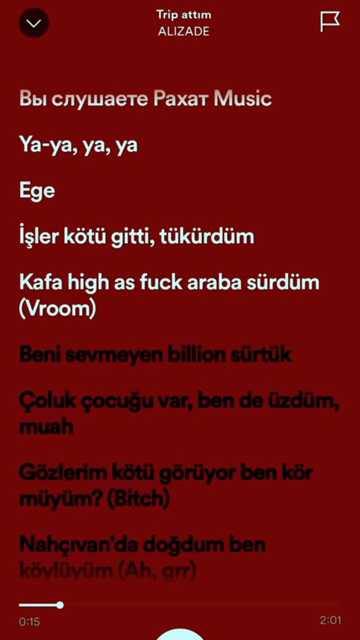 Trip attım
ALIZADE
Вы слушаете Рахат Music
Ya-ya, ya, ya
Ege
İşler kötü gitti, tükürdüm
Kafa high as fuck araba sürdüm
(Vroom)
Beni sevmeyen billion sürtük
Çoluk çocuğu var, ben de üzdüm,
muah
Gözlerim kötü görüyor ben kör
müyüm? (Bitch)
Nahçıvan'da doğdum ben
köylüyüm (Ah, grr)
0:15
2:01